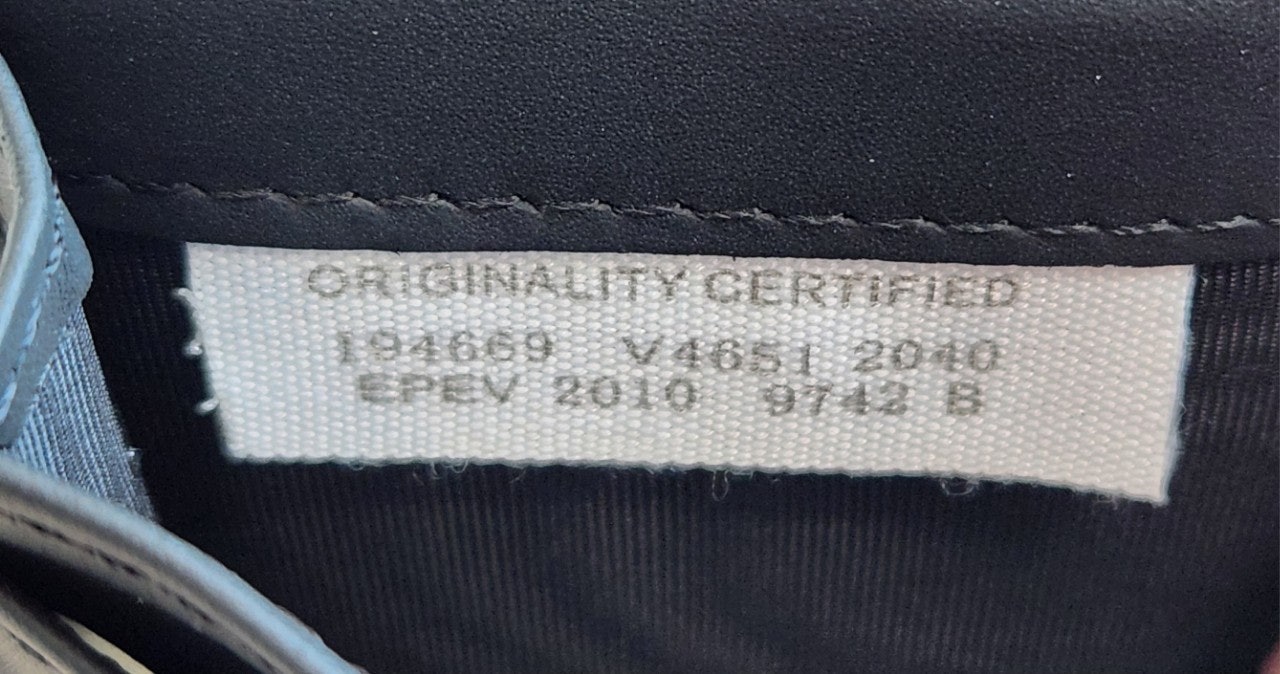 ORIGINALITY CERTIFIED
194669 V4651 2040
EPEV 2010 9742 B